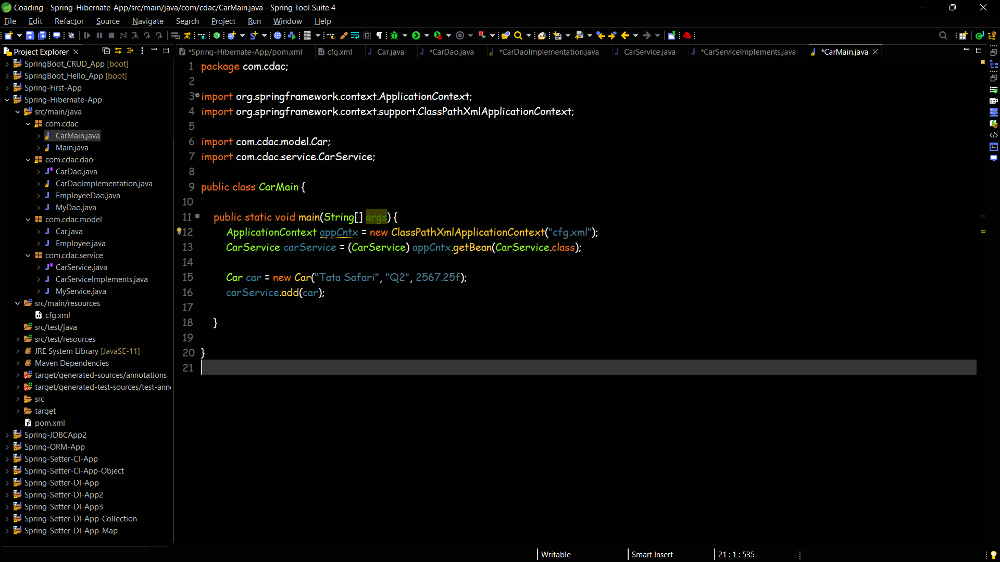 Coading - Spring-Hibernate-App/src/main/java/com/cdac/CarMain.java - Spring Tool Suite 4
File Edit Refactor Source Navigate Search Project Run Window Help
Project Explorer
*Spring-Hibernate-App/pom.xml cfg.xml Car.java *CarDao.java *CarDaoImplementation.java CarService.java *CarServiceImplements.java *CarMain.java
SpringBoot_CRUD_App [boot]
SpringBoot_Hello_App [boot]
Spring-First-App
Spring-Hibernate-App
src/main/java
com.cdac
CarMain.java
Main.java
com.cdac.dao
CarDao.java
CarDaoImplementation.java
EmployeeDao.java
MyDao.java
com.cdac.model
Car.java
Employee.java
com.cdac.service
CarService.java
CarServiceImplements.java
MyService.java
src/main/resources
cfg.xml
src/test/java
src/test/resources
JRE System Library [JavaSE-11]
Maven Dependencies
target/generated-sources/annotations
target/generated-test-sources/test-ann
src
target
pom.xml
Spring-JDBCApp2
Spring-ORM-App
Spring-Setter-CI-App
Spring-Setter-CI-App-Object
Spring-Setter-DI-App
Spring-Setter-DI-App2
Spring-Setter-DI-App3
Spring-Setter-DI-App-Collection
Spring-Setter-DI-App-Map
1 package com.cdac;
2
3 import org.springframework.context.ApplicationContext;
4 import org.springframework.context.support.ClassPathXmlApplicationContext;
5
6 import com.cdac.model.Car;
7 import com.cdac.service.CarService;
8
9 public class CarMain {
10
11 public static void main(String[] args) {
12 ApplicationContext appCntx = new ClassPathXmlApplicationContext("cfg.xml");
13 CarService carService = (CarService) appCntx.getBean(CarService.class);
14
15 Car car = new Car("Tata Safari", "Q2", 2567.25f);
16 carService.add(car);
17
18 }
19
20 }
21
Writable Smart Insert 21 : 1 : 535